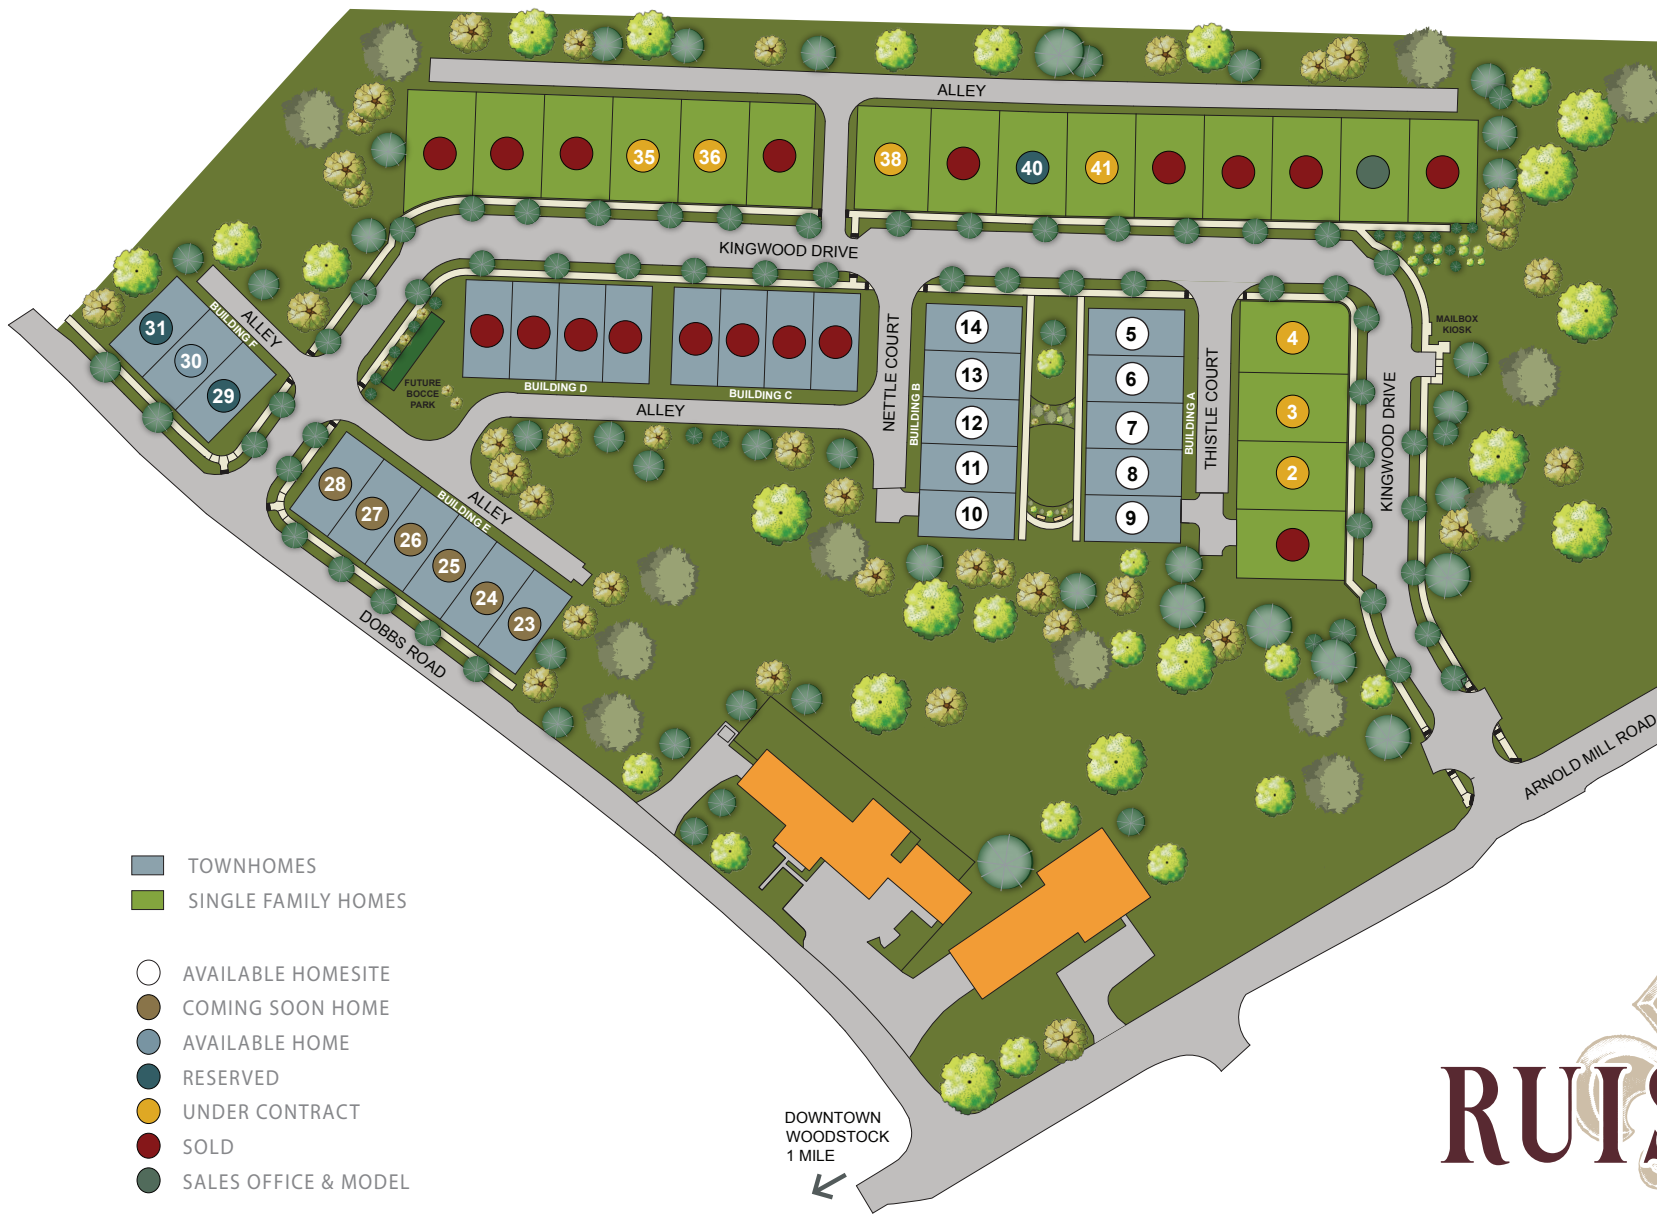 ALLEY
35
36
38
40
41
KINGWOOD DRIVE
31
30
29
BUILDING F
ALLEY
FUTURE
BOCCE
PARK
BUILDING D
BUILDING C
ALLEY
NETTLE COURT
BUILDING B
14
13
12
11
10
5
6
7
8
9
BUILDING A
THISTLE COURT
4
3
2
KINGWOOD DRIVE
MAILBOX
KIOSK
28
27
26
25
24
23
BUILDING E
ALLEY
DOBBS ROAD
ARNOLD MILL ROAD
TOWNHOMES
SINGLE FAMILY HOMES
AVAILABLE HOMESITE
COMING SOON HOME
AVAILABLE HOME
RESERVED
UNDER CONTRACT
SOLD
SALES OFFICE & MODEL
DOWNTOWN
WOODSTOCK
1 MILE
RUIS